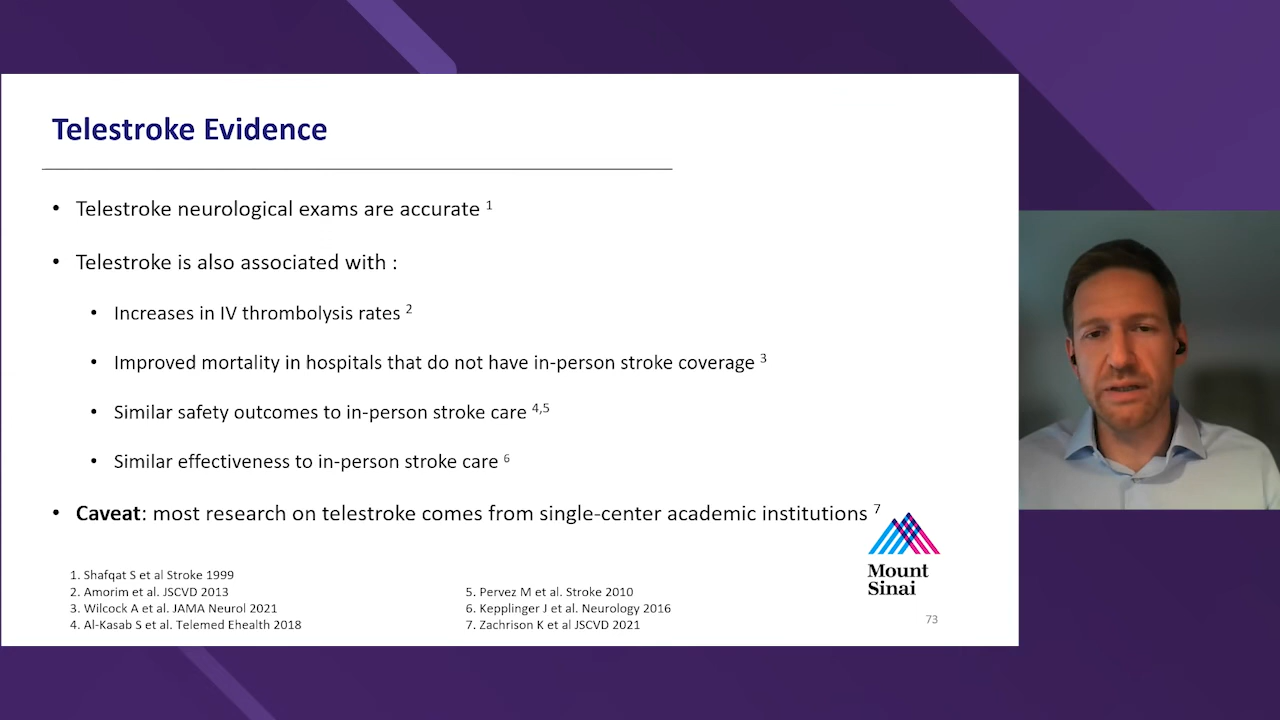 Telestroke Evidence
• Telestroke neurological exams are accurate 1
• Telestroke is also associated with :
• Increases in IV thrombolysis rates 2
• Improved mortality in hospitals that do not have in-person stroke coverage 3
• Similar safety outcomes to in-person stroke care 4,5
• Similar effectiveness to in-person stroke care 6
• Caveat: most research on telestroke comes from single-center academic institutions 7
1. Shafqat S et al Stroke 1999
2. Amorim et al. JSCVD 2013
3. Wilcock A et al. JAMA Neurol 2021
4. Al-Kasab S et al. Telemed Ehealth 2018
5. Pervez M et al. Stroke 2010
6. Kepplinger J et al. Neurology 2016
7. Zachrison K et al JSCVD 2021
Mount
Sinai
73